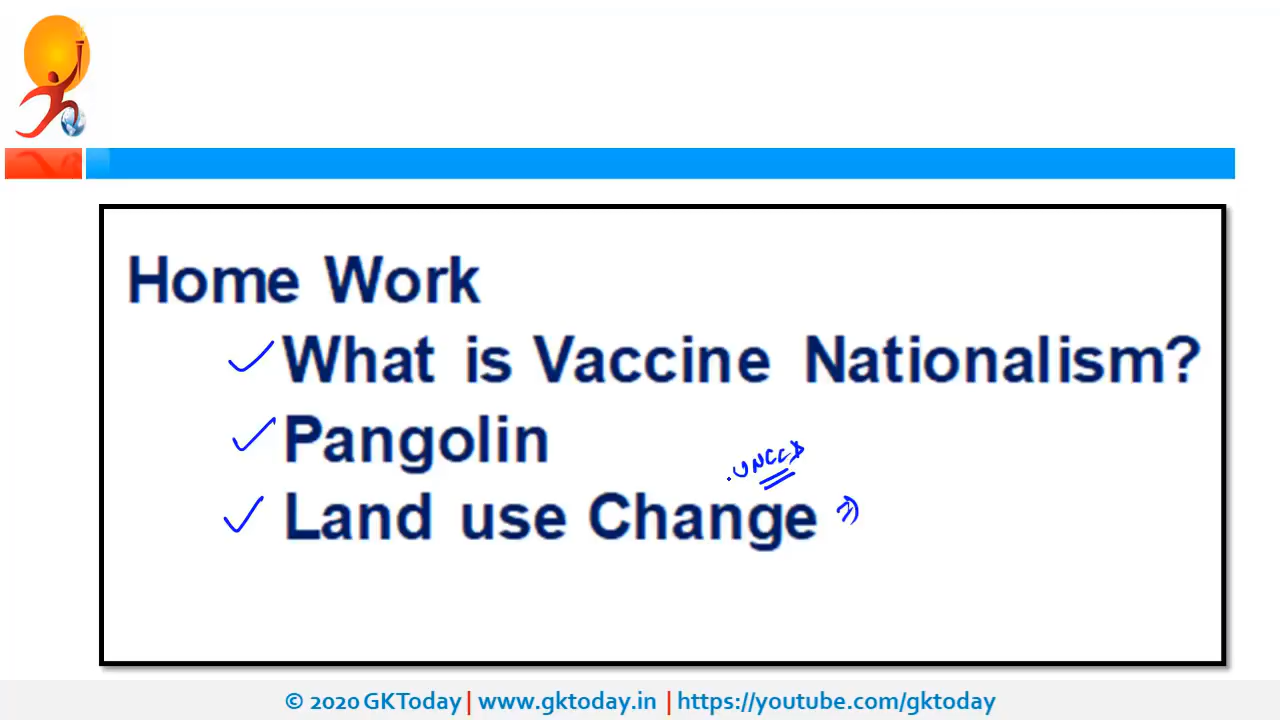 Home Work
What is Vaccine Nationalism?
Pangolin
UNCCD
Land use Change
© 2020 GKToday | www.gktoday.in | https://youtube.com/gktoday